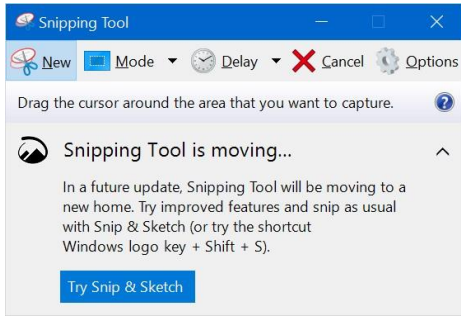 Snipping Tool
New Mode Delay Cancel Options
Drag the cursor around the area that you want to capture.
Snipping Tool is moving...
In a future update, Snipping Tool will be moving to a
new home. Try improved features and snip as usual
with Snip & Sketch (or try the shortcut
Windows logo key + Shift + S).
Try Snip & Sketch